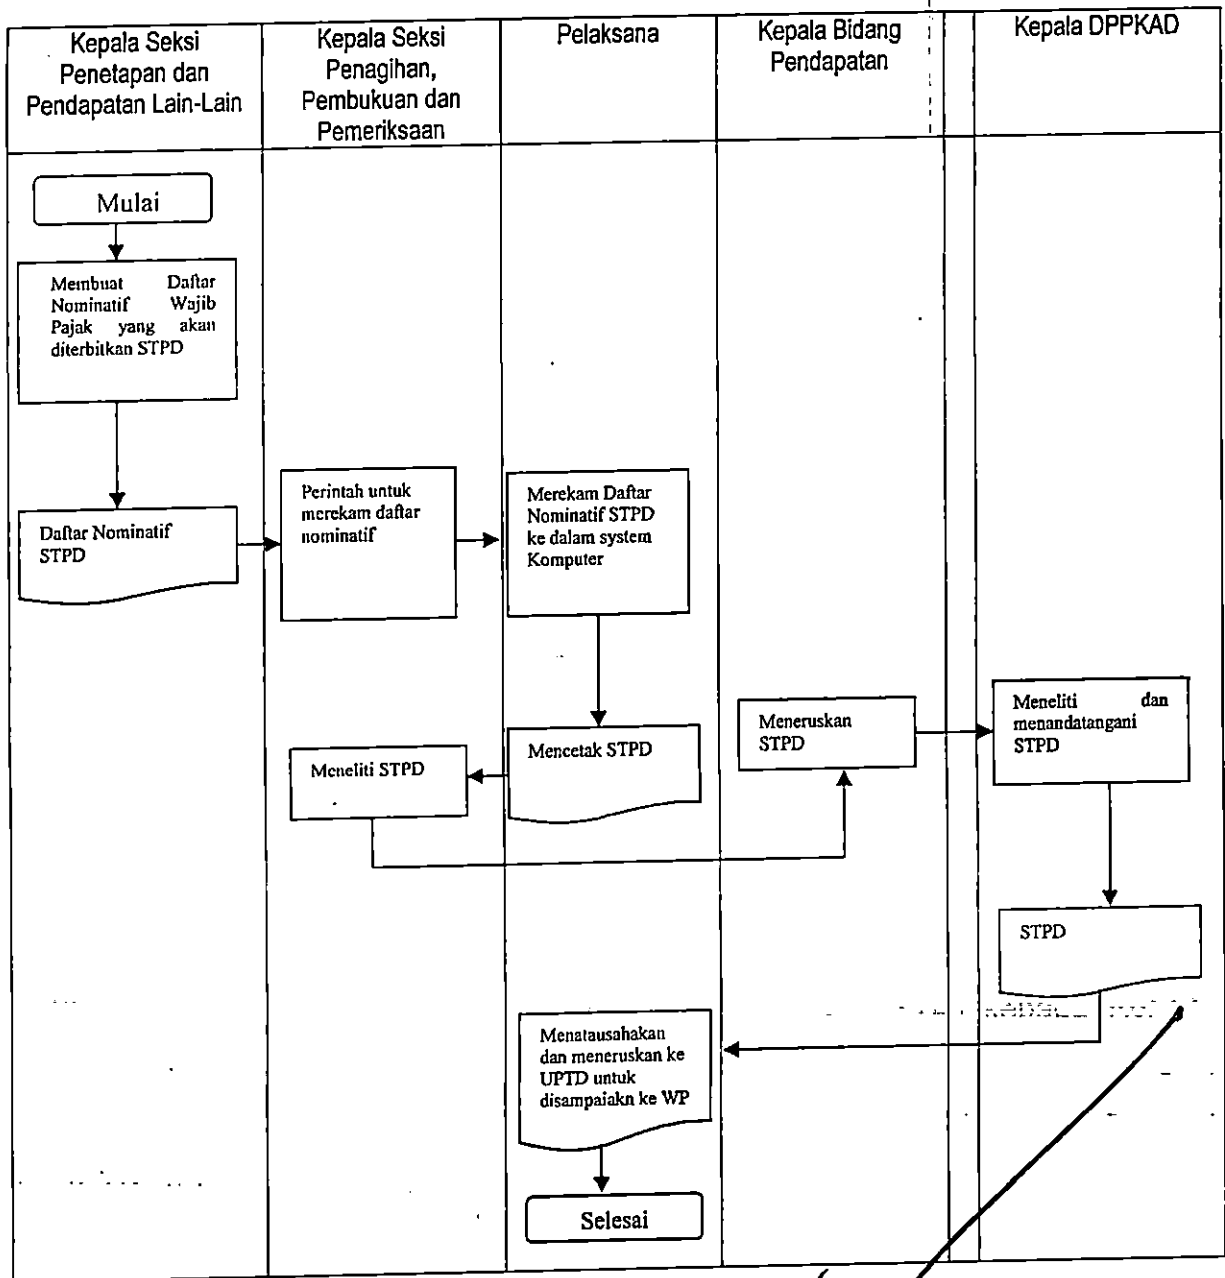 Kepala Seksi
Penetapan dan
Pendapatan Lain-Lain
Kepala Seksi
Penagihan,
Pembukuan dan
Pemeriksaan
Pelaksana
Kepala Bidang
Pendapatan
Kepala DPPKAD
Mulai
Membuat Daftar
Nominatif Wajib
Pajak yang akan
diterbitkan STPD
Daftar Nominatif
STPD
Perintah untuk
merekam daftar
nominatif
Merekam Daftar
Nominatif STPD
ke dalam system
Komputer
Mencetak STPD
Meneliti STPD
Meneruskan
STPD
Meneliti dan
menandatangani
STPD
STPD
Menatausahakan
dan meneruskan ke
UPTD untuk
disampaiakn ke WP
Selesai